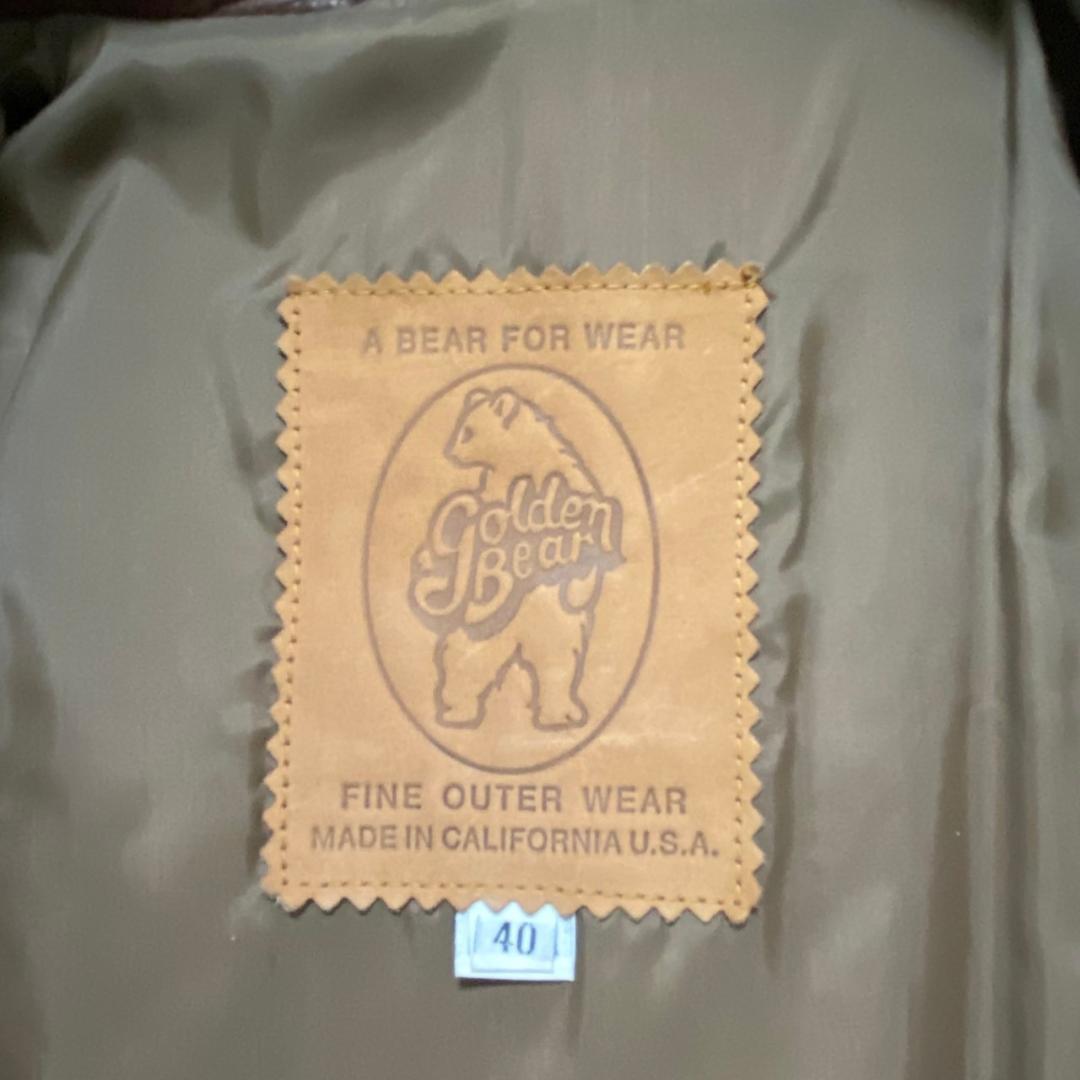 A BEAR FOR WEAR
Golden
Bear
FINE OUTER WEAR
MADE IN CALIFORNIA U.S.A.
40